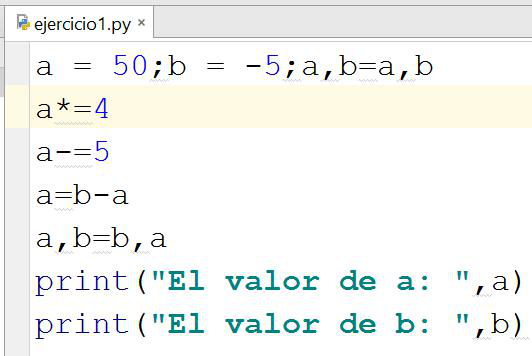 ejercicio1.py ×
a = 50;b = -5;a,b=a,b
a*=4
a-=5
a=b-a
a,b=b,a
print("El valor de a: ",a)
print("El valor de b: ",b)